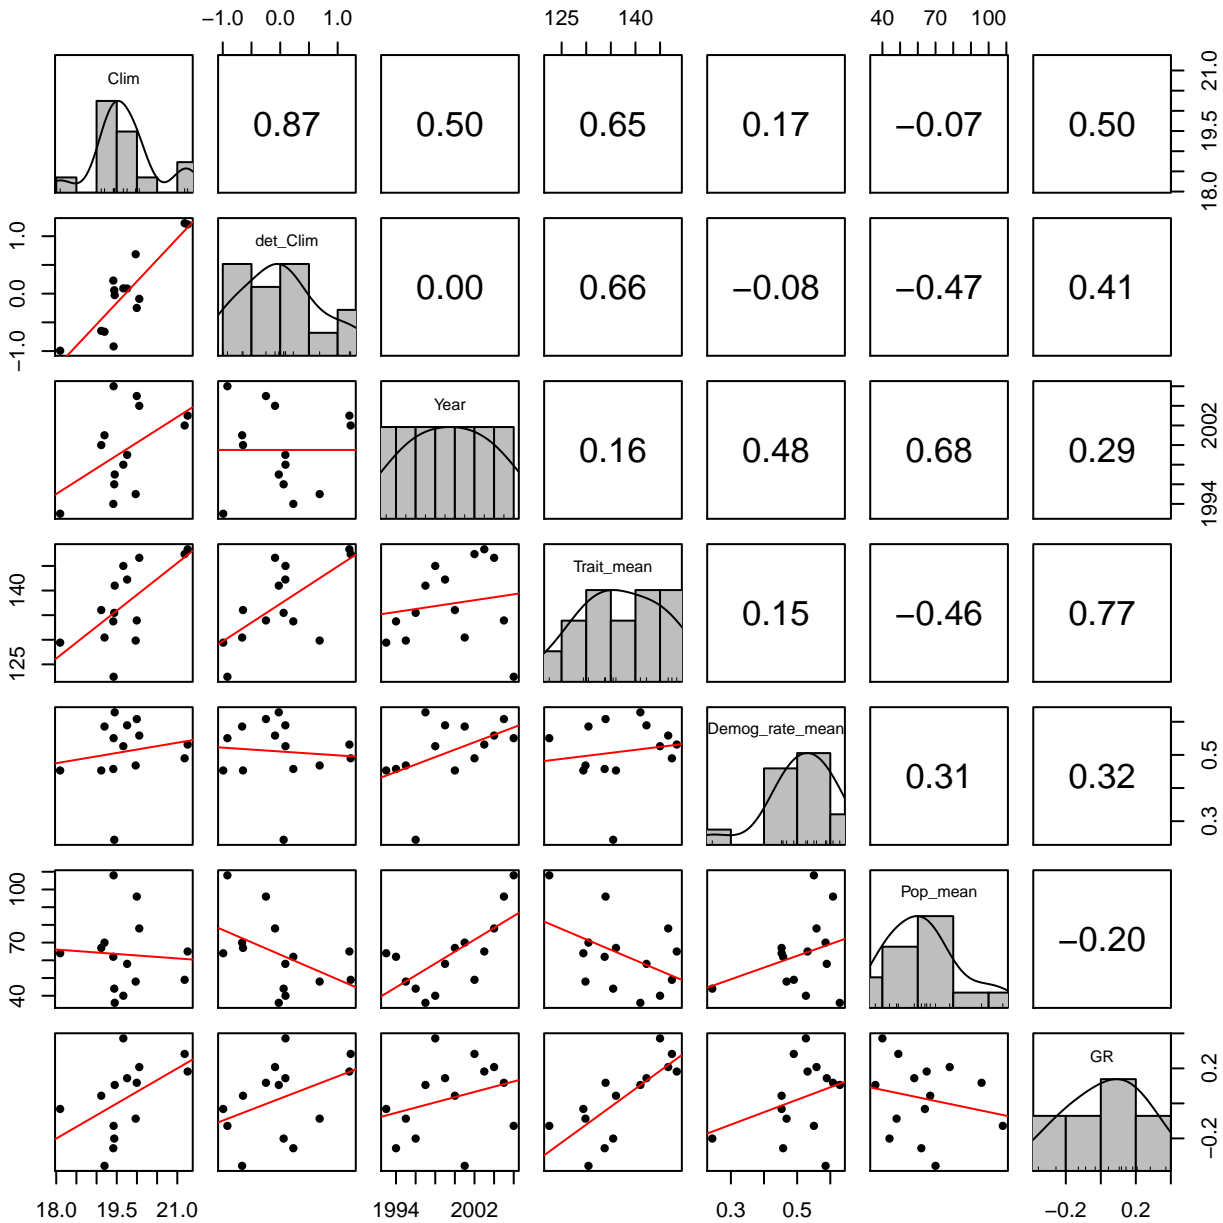 −1.0 0.0 1.0 125 140 40 70 100
Clim 0.87 0.50 0.65 0.17 −0.07 0.50 18.0 19.5 21.0
−1.0 0.0 1.0 det_Clim 0.00 0.66 −0.08 −0.47 0.41
Year 0.16 0.48 0.68 0.29 1994 2002
125 140 Trait_mean 0.15 −0.46 0.77
Demog_rate_mean 0.31 0.32 0.3 0.5
40 70 100 Pop_mean −0.20
GR −0.2 0.2
18.0 19.5 21.0 1994 2002 0.3 0.5 −0.2 0.2